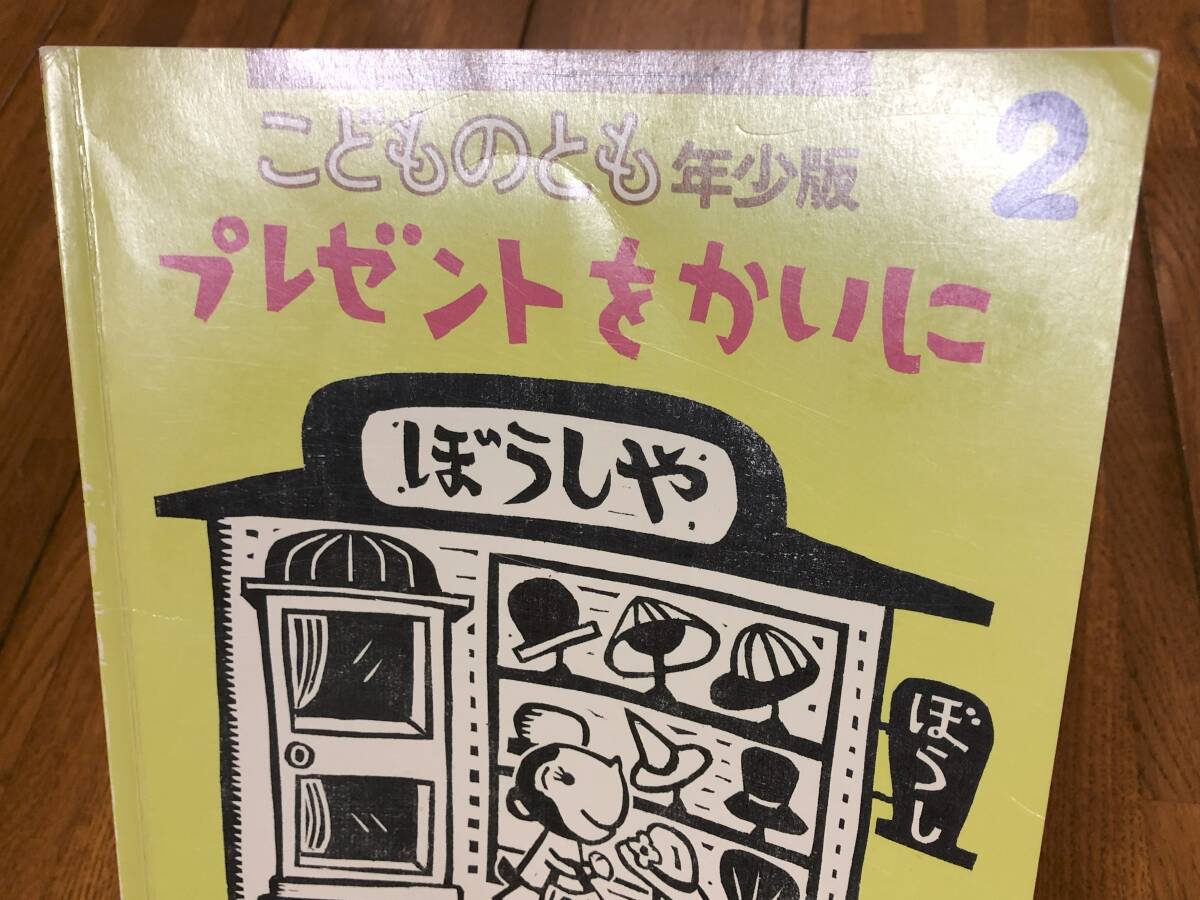 こどものとも年少版 2
プレゼントをかいに
ぼうしや
ぼうし